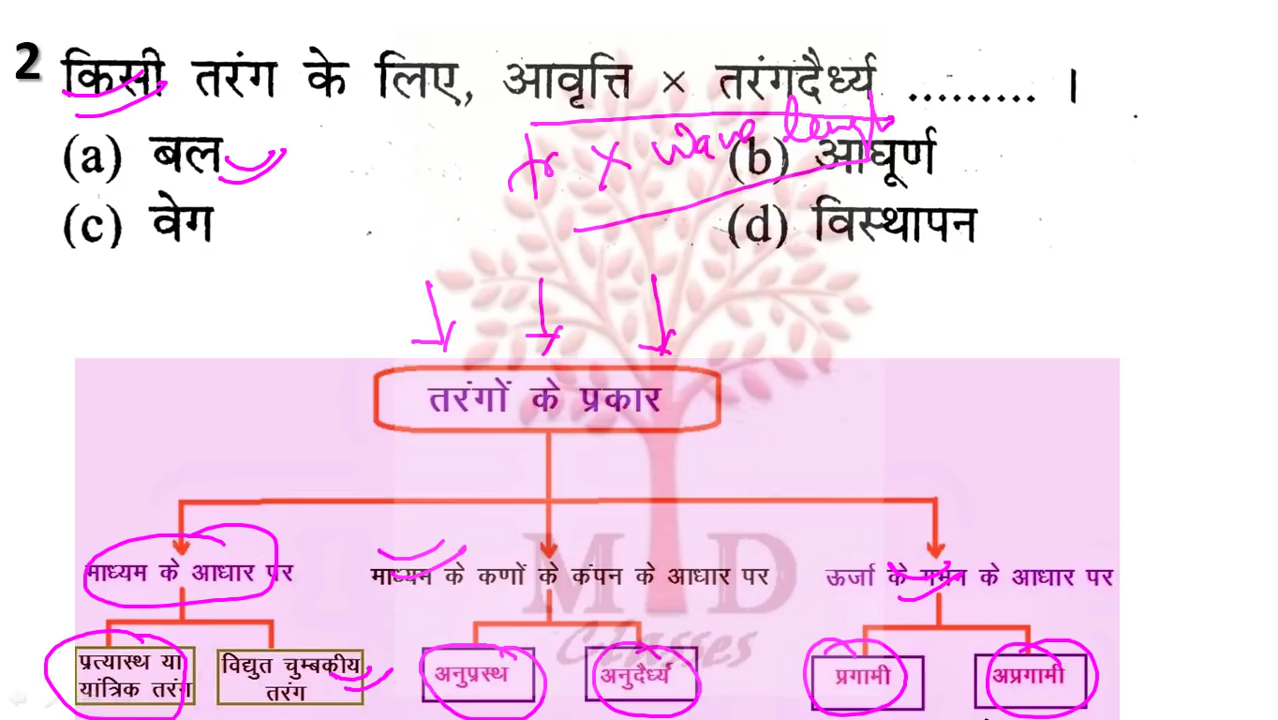 2 किसी तरंग के लिए, आवृत्ति × तरंगदैर्ध्य ......... ।
fr × wave length
(a) बल (b) आघूर्ण
(c) वेग (d) विस्थापन
तरंगों के प्रकार
माध्यम के आधार पर माध्यम के कणों के कंपन के आधार पर ऊर्जा के गमन के आधार पर
M D
Classes
प्रत्यास्थ या विद्युत चुम्बकीय अनुप्रस्थ अनुदैर्ध्य प्रगामी अप्रगामी
यांत्रिक तरंग तरंग